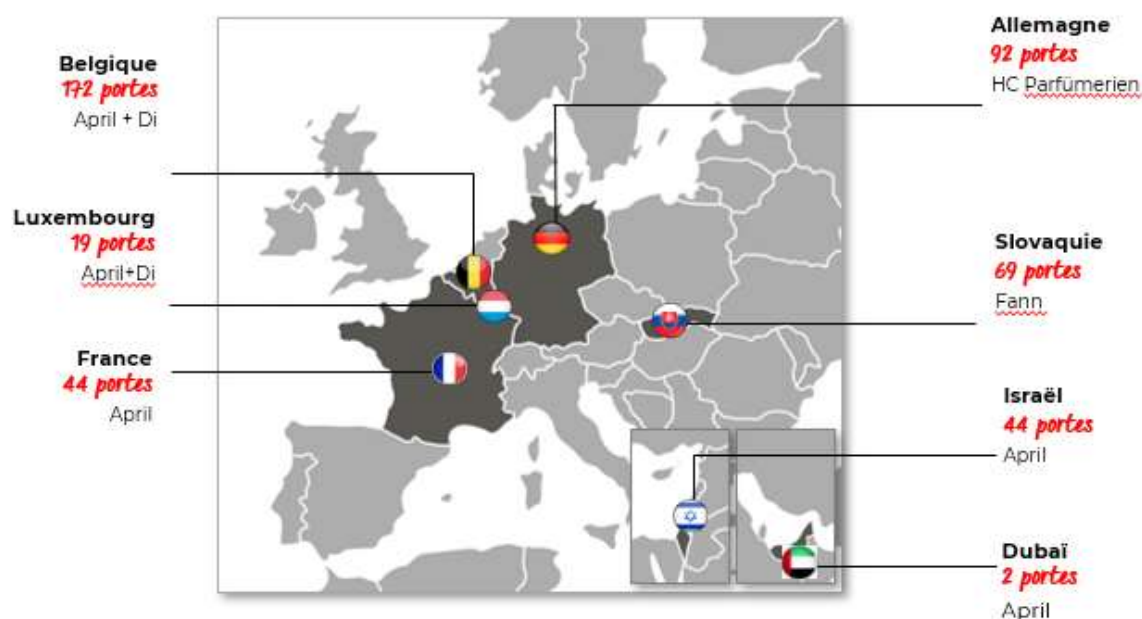 Belgique
172 portes
April + Di
Luxembourg
19 portes
April+Di
France
44 portes
April
Allemagne
92 portes
HC Parfümerien
Slovaquie
69 portes
Fann
Israël
44 portes
April
Dubaï
2 portes
April